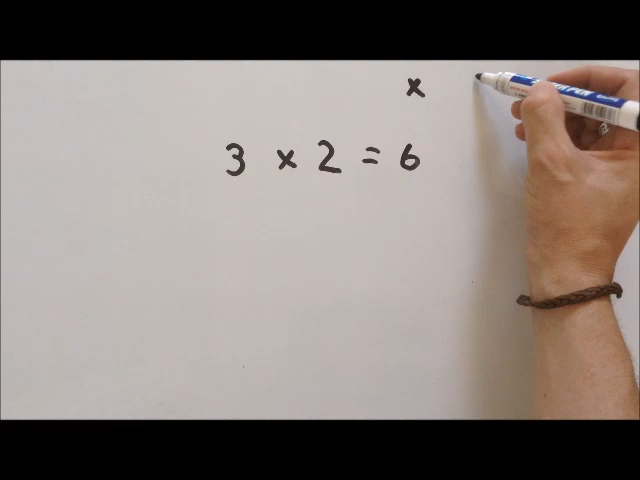 x
3 x 2 = 6